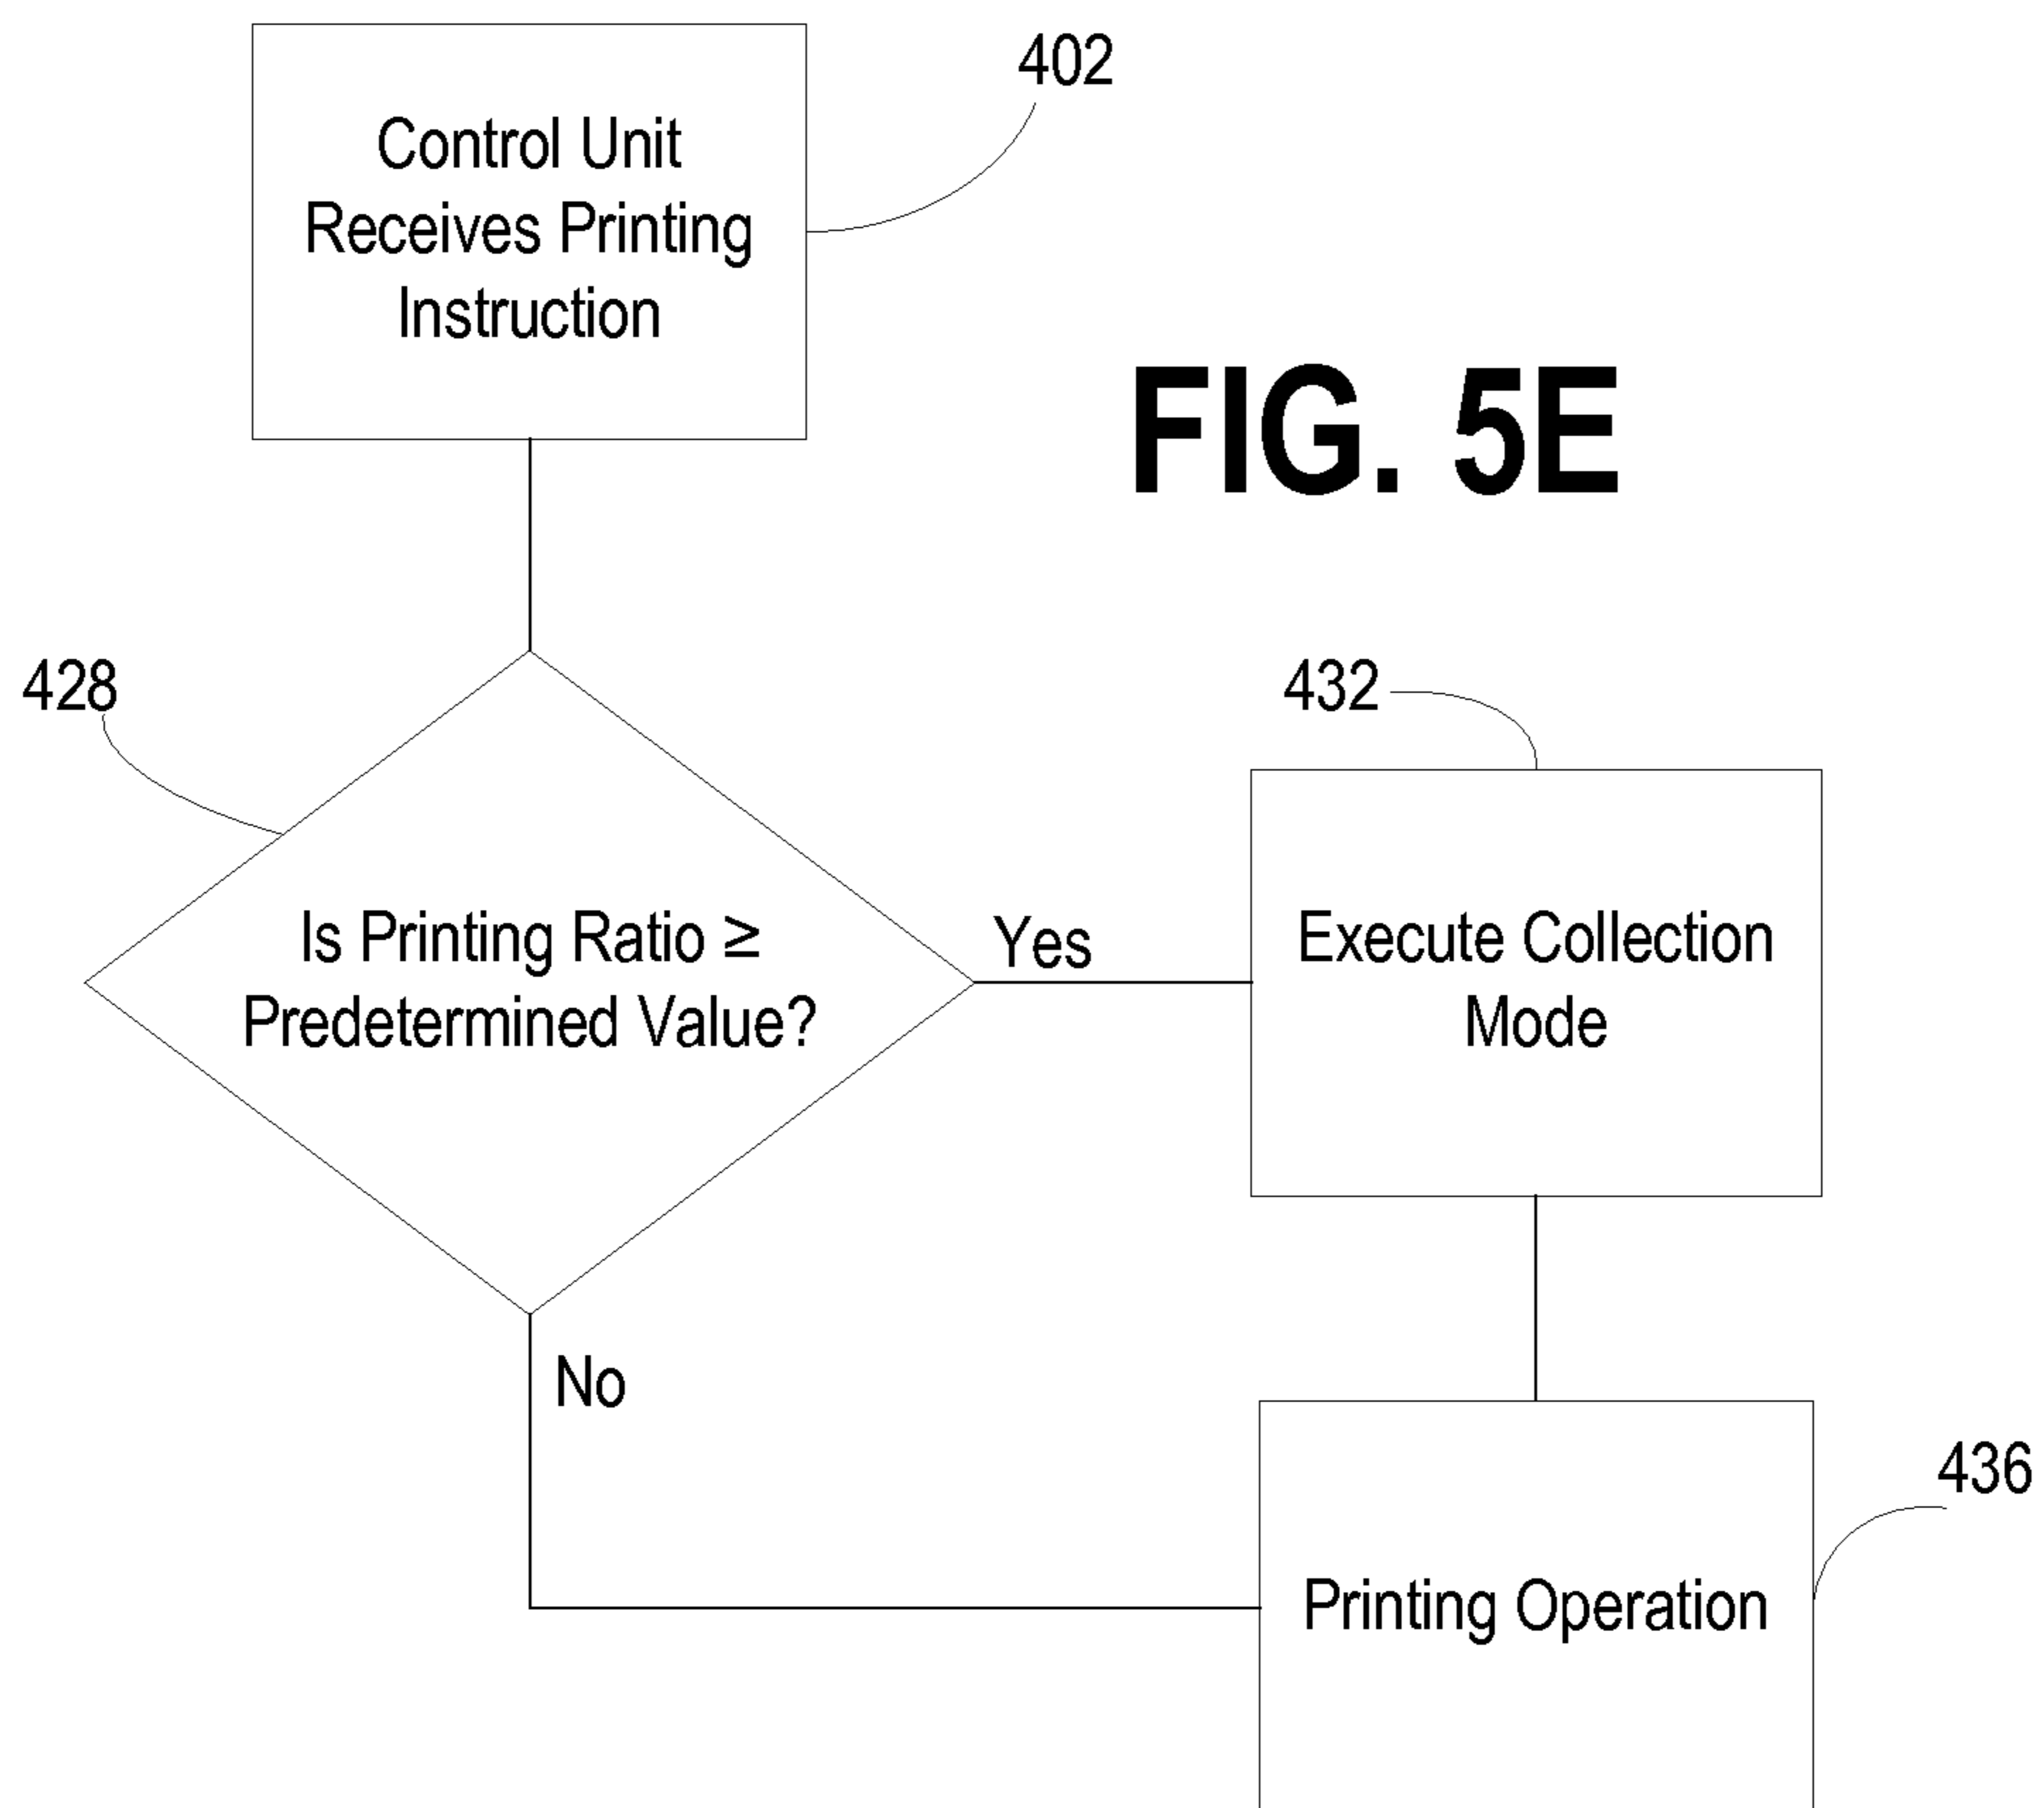 402
Control Unit
Receives Printing
Instruction
FIG. 5E
428
432
Is Printing Ratio ≥
Predetermined Value?
Yes
Execute Collection
Mode
No
436
Printing Operation